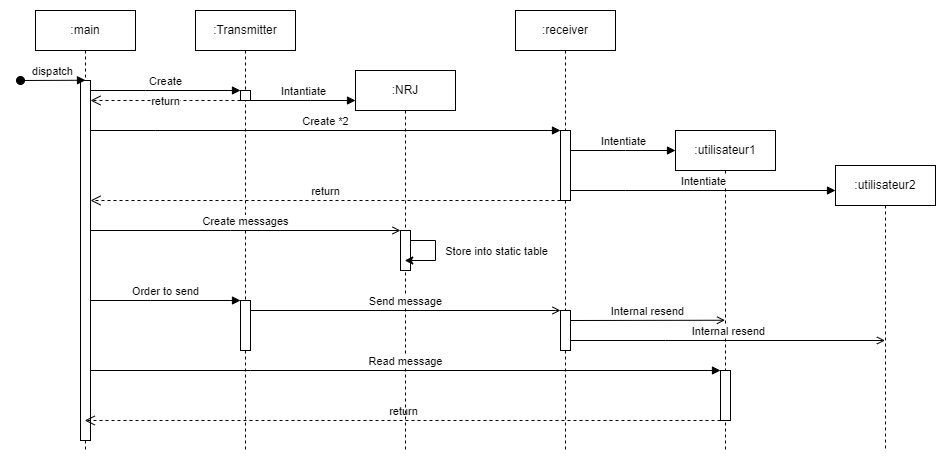 :main
:Transmitter
:receiver
dispatch
Create
:NRJ
Intantiate
return
Create *2
Intentiate
:utilisateur1
Intentiate
:utilisateur2
return
Create messages
Store into static table
Order to send
Send message
Internal resend
Internal resend
Read message
return